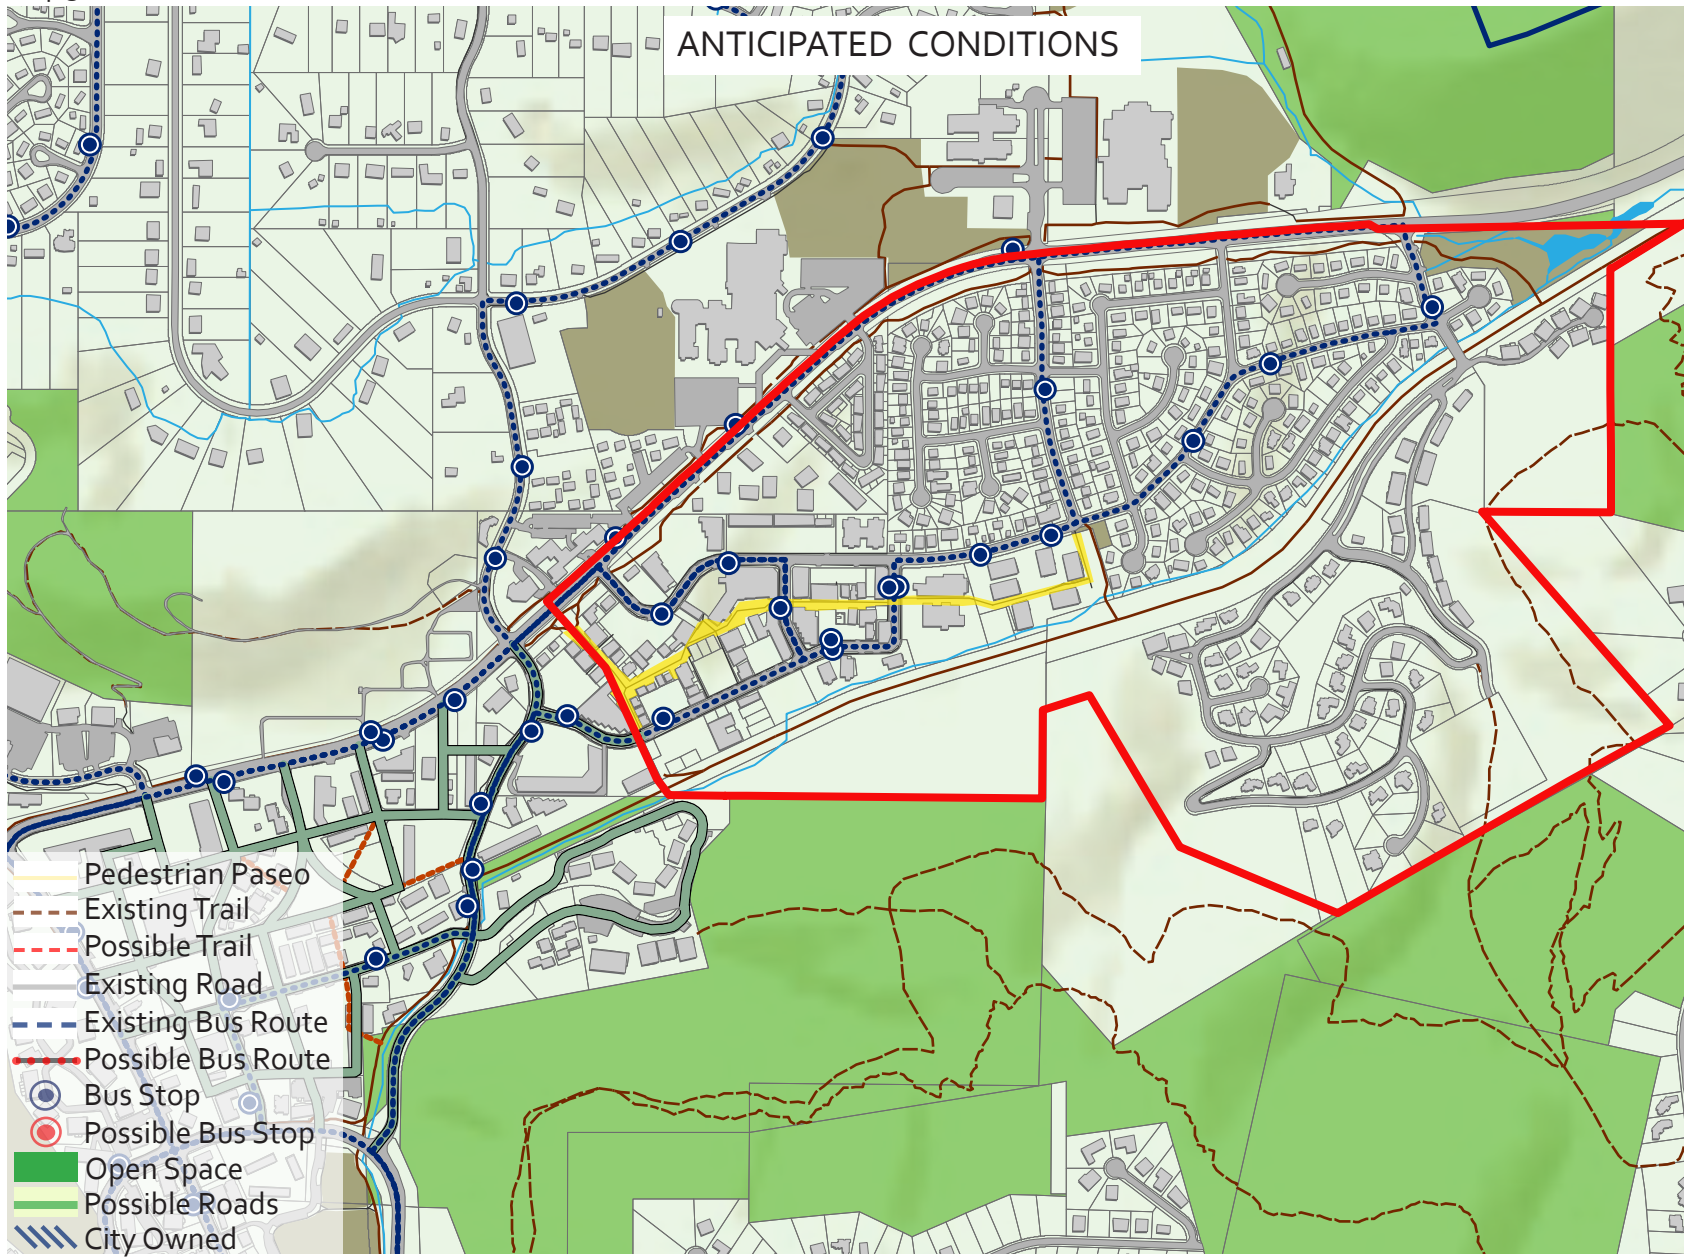 ANTICIPATED CONDITIONS
Pedestrian Paseo
Existing Trail
Possible Trail
Existing Road
Existing Bus Route
Possible Bus Route
Bus Stop
Possible Bus Stop
Open Space
Possible Roads
City Owned